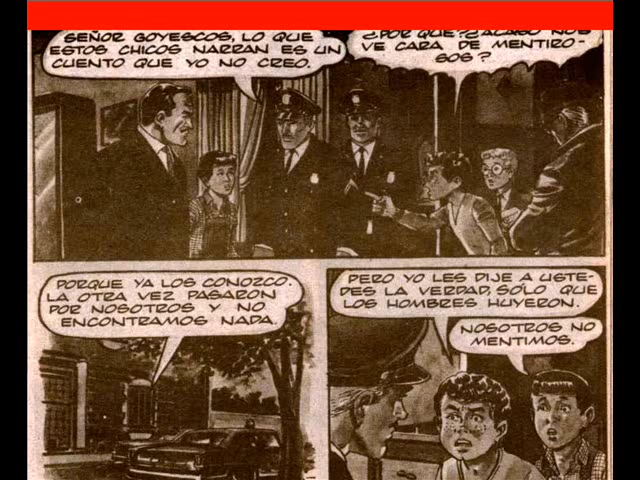 SEÑOR GOYESCOS, LO QUE
ESTOS CHICOS NARRAN ES UN
CUENTO QUE YO NO CREO.
¿POR QUÉ? ¿ACASO NOS
VE CARA DE MENTIRO-
SOS?
PORQUE YA LOS CONOZCO.
LA OTRA VEZ PASARON
POR NOSOTROS Y NO
ENCONTRAMOS NADA.
PERO YO LES DIJE A USTE-
DES LA VERDAD, SÓLO QUE
LOS HOMBRES HUYERON.
NOSOTROS NO
MENTIMOS.